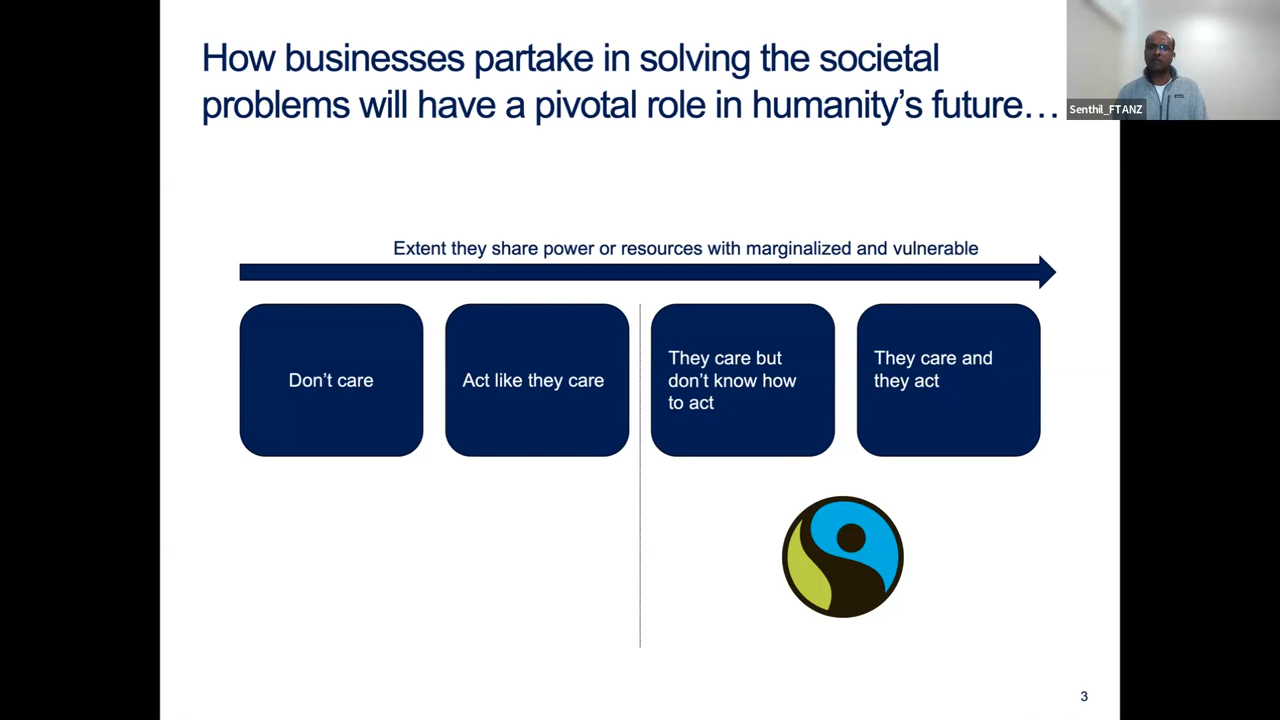 How businesses partake in solving the societal
problems will have a pivotal role in humanity’s future…
Senthil_FTANZ
Extent they share power or resources with marginalized and vulnerable
Don’t care
Act like they care
They care but
don’t know how
to act
They care and
they act
3